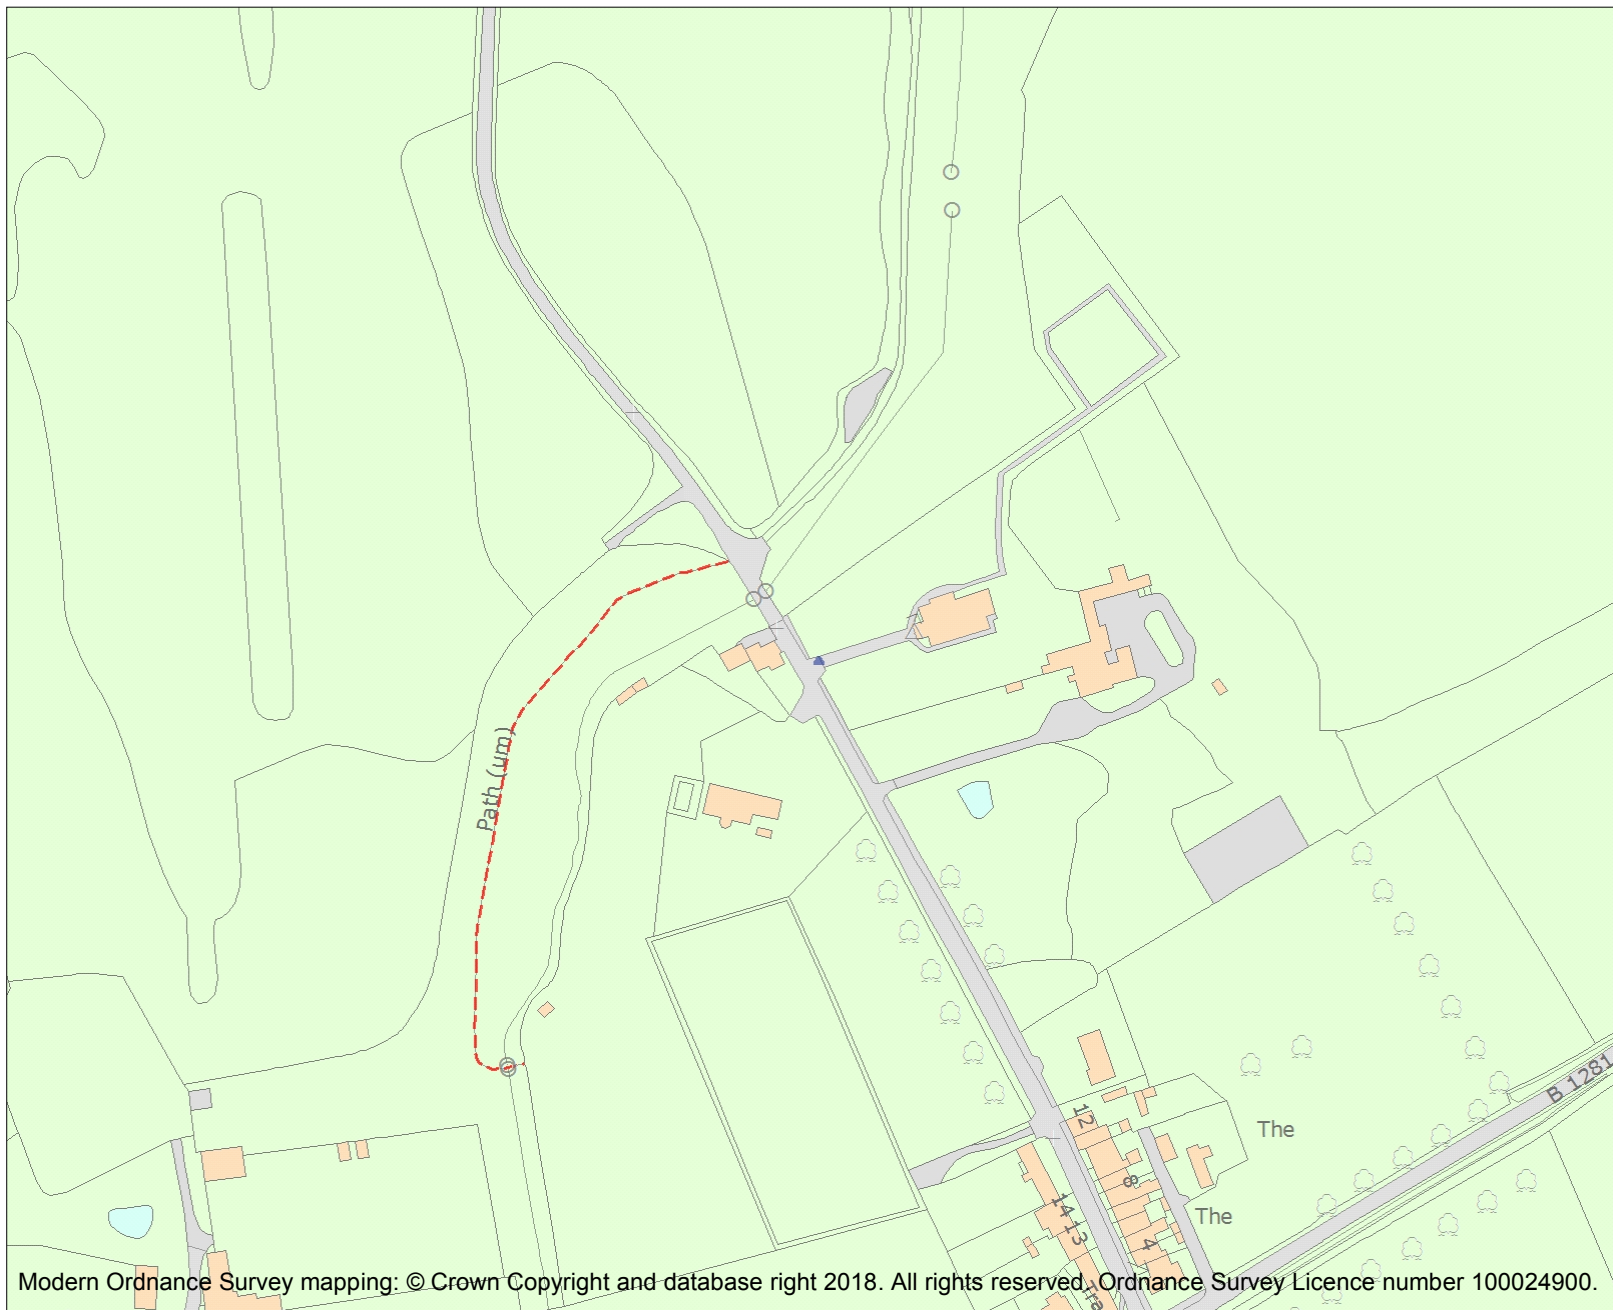 Path (um)
B 1281
12
The
8
The
14
13
4
Tra
Modern Ordnance Survey mapping: © Crown Copyright and database right 2018. All rights reserved. Ordnance Survey Licence number 100024900.